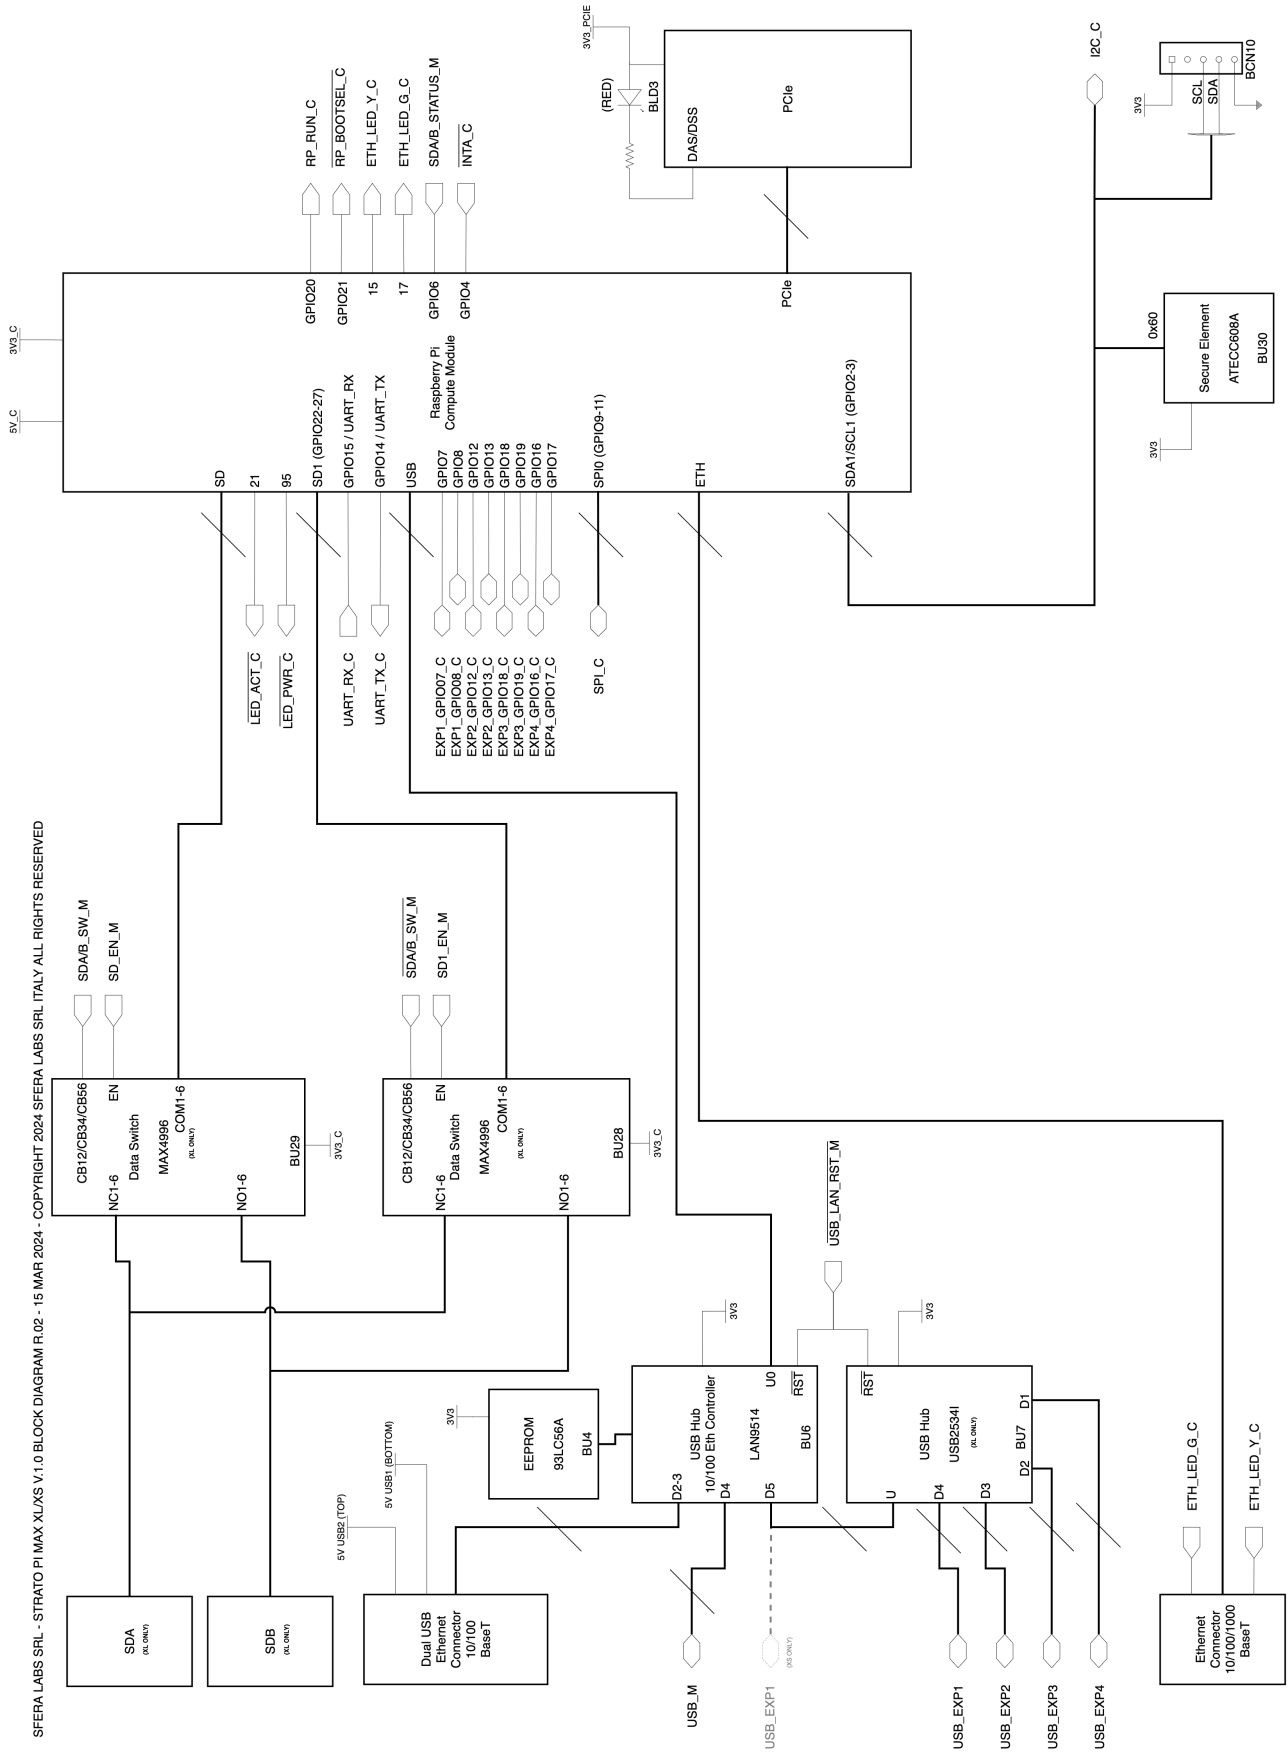 SFERA LABS SRL - STRATO PI MAX XL/XS V.1.0 BLOCK DIAGRAM R.02 - 15 MAR 2024 - COPYRIGHT 2024 SFERA LABS SRL ITALY ALL RIGHTS RESERVED
SDA
(XL ONLY)
SDB
(XL ONLY)
Dual USB
Ethernet
Connector
10/100
BaseT
5V USB2 (TOP)
5V USB1 (BOTTOM)
USB_M
USB_EXP1
(XS ONLY)
USB_EXP1
USB_EXP2
USB_EXP3
USB_EXP4
Ethernet
Connector
10/100/1000
BaseT
ETH_LED_G_C
ETH_LED_Y_C
3V3
EEPROM
93LC56A
BU4
3V3
USB Hub
10/100 Eth Controller
LAN9514
BU6
D2-3
D4
D5
U0
RST
USB_LAN_RST_M
3V3
USB Hub
USB2534I
(XL ONLY)
BU7
RST
U
D4
D3
D2
D1
SDA/B_SW_M
SD_EN_M
CB12/CB34/CB56
EN
Data Switch
MAX4996
(XL ONLY)
COM1-6
NC1-6
NO1-6
BU29
3V3_C
SDA/B_SW_M
SD1_EN_M
CB12/CB34/CB56
EN
Data Switch
MAX4996
(XL ONLY)
COM1-6
NC1-6
NO1-6
BU28
3V3_C
LED_ACT_C
LED_PWR_C
UART_RX_C
UART_TX_C
EXP1_GPIO07_C
EXP1_GPIO08_C
EXP2_GPIO12_C
EXP2_GPIO13_C
EXP3_GPIO18_C
EXP3_GPIO19_C
EXP4_GPIO16_C
EXP4_GPIO17_C
SPI_C
5V_C
3V3_C
SD
21
95
SD1 (GPIO22-27)
GPIO15 / UART_RX
GPIO14 / UART_TX
USB
GPIO7
GPIO8
GPIO12
GPIO13
GPIO18
GPIO19
GPIO16
GPIO17
SPI0 (GPIO9-11)
ETH
SDA1/SCL1 (GPIO2-3)
Raspberry Pi
Compute Module
GPIO20
GPIO21
15
17
GPIO6
GPIO4
PCIe
RP_RUN_C
RP_BOOTSEL_C
ETH_LED_Y_C
ETH_LED_G_C
SDA/B_STATUS_M
INTA_C
3V3_PCIE
(RED)
BLD3
DAS/DSS
PCIe
3V3
0x60
Secure Element
ATECC608A
BU30
I2C_C
3V3
SCL
SDA
BCN10